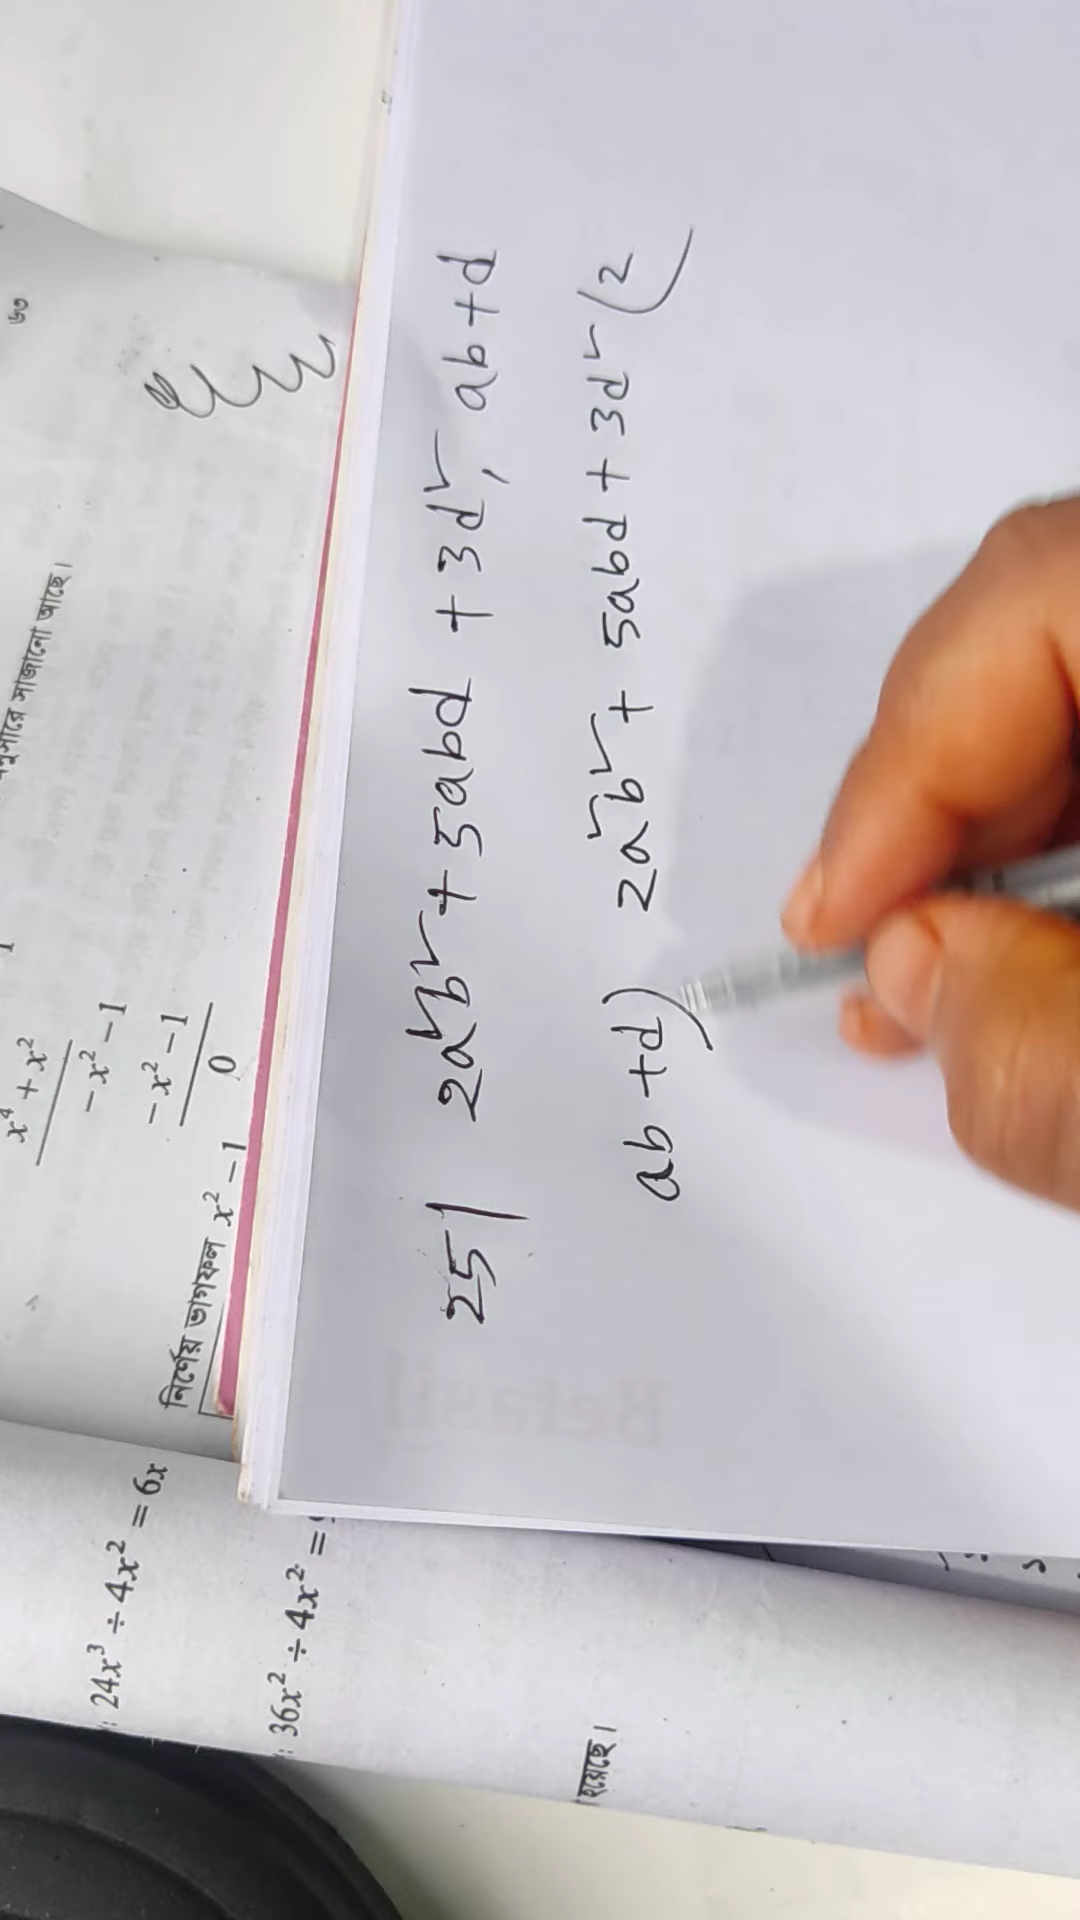 ৬৩
নুসারে সাজানো আছে।
x⁴ + x²
- x² - 1
- x² - 1
0
নির্ণেয় ভাগফল x² - 1
: 24x³ ÷ 4x² = 6x
: 36x² ÷ 4x² =
হয়েছে।
25| 2a²b² + 5abd + 3d², ab+d
ab+d) 2a²b² + 5abd + 3d² (2